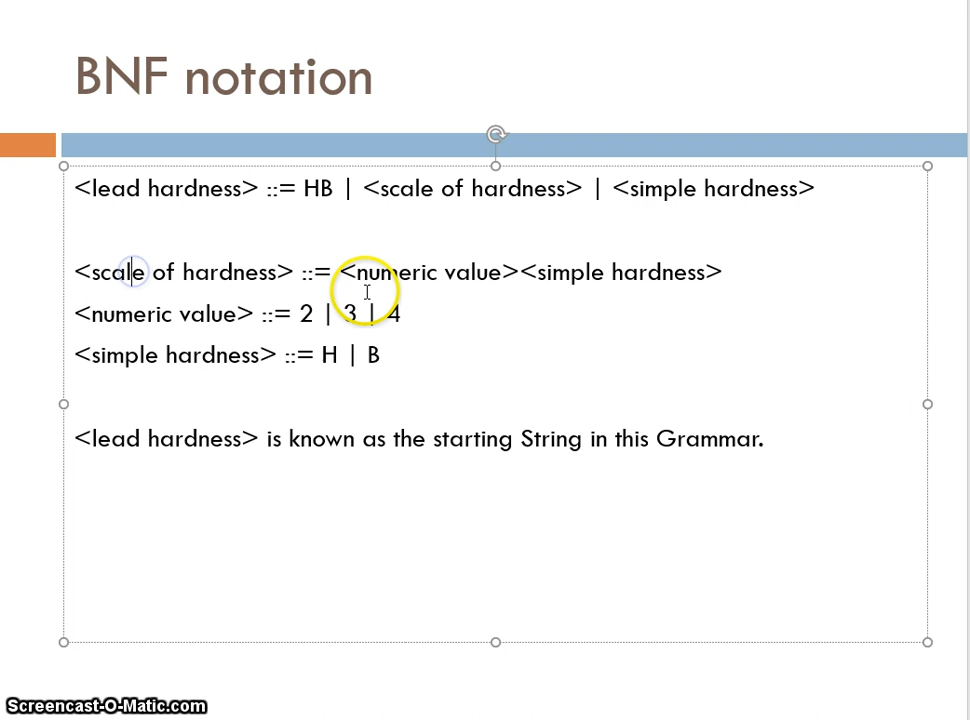 BNF notation
<lead hardness> ::= HB | <scale of hardness> | <simple hardness>
<scale of hardness> ::= <numeric value><simple hardness>
<numeric value> ::= 2 | 3 | 4
<simple hardness> ::= H | B
<lead hardness> is known as the starting String in this Grammar.
Screencast-O-Matic.com